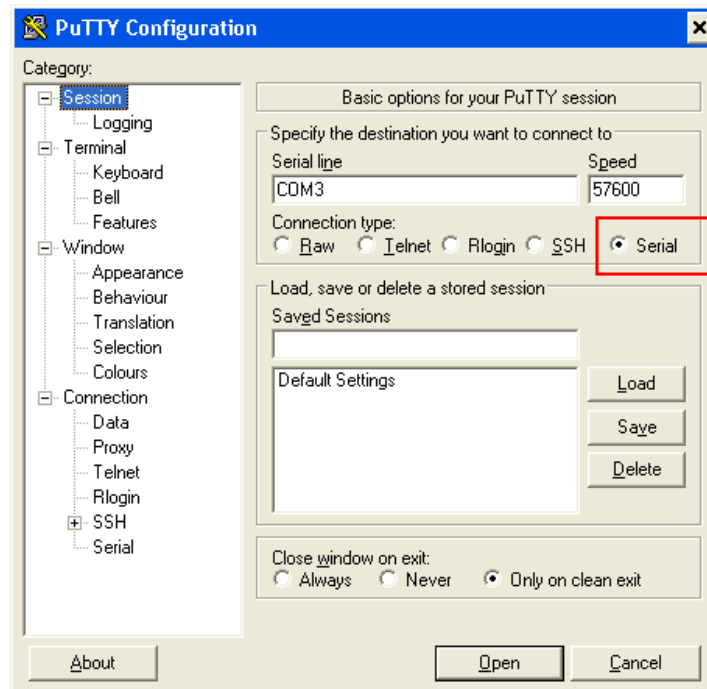 PuTTY Configuration
Category:
Session
Logging
Terminal
Keyboard
Bell
Features
Window
Appearance
Behaviour
Translation
Selection
Colours
Connection
Data
Proxy
Telnet
Rlogin
SSH
Serial
Basic options for your PuTTY session
Specify the destination you want to connect to
Serial line Speed
COM3 57600
Connection type:
Raw Telnet Rlogin SSH Serial
Load, save or delete a stored session
Saved Sessions
Default Settings
Load
Save
Delete
Close window on exit:
Always Never Only on clean exit
About Open Cancel